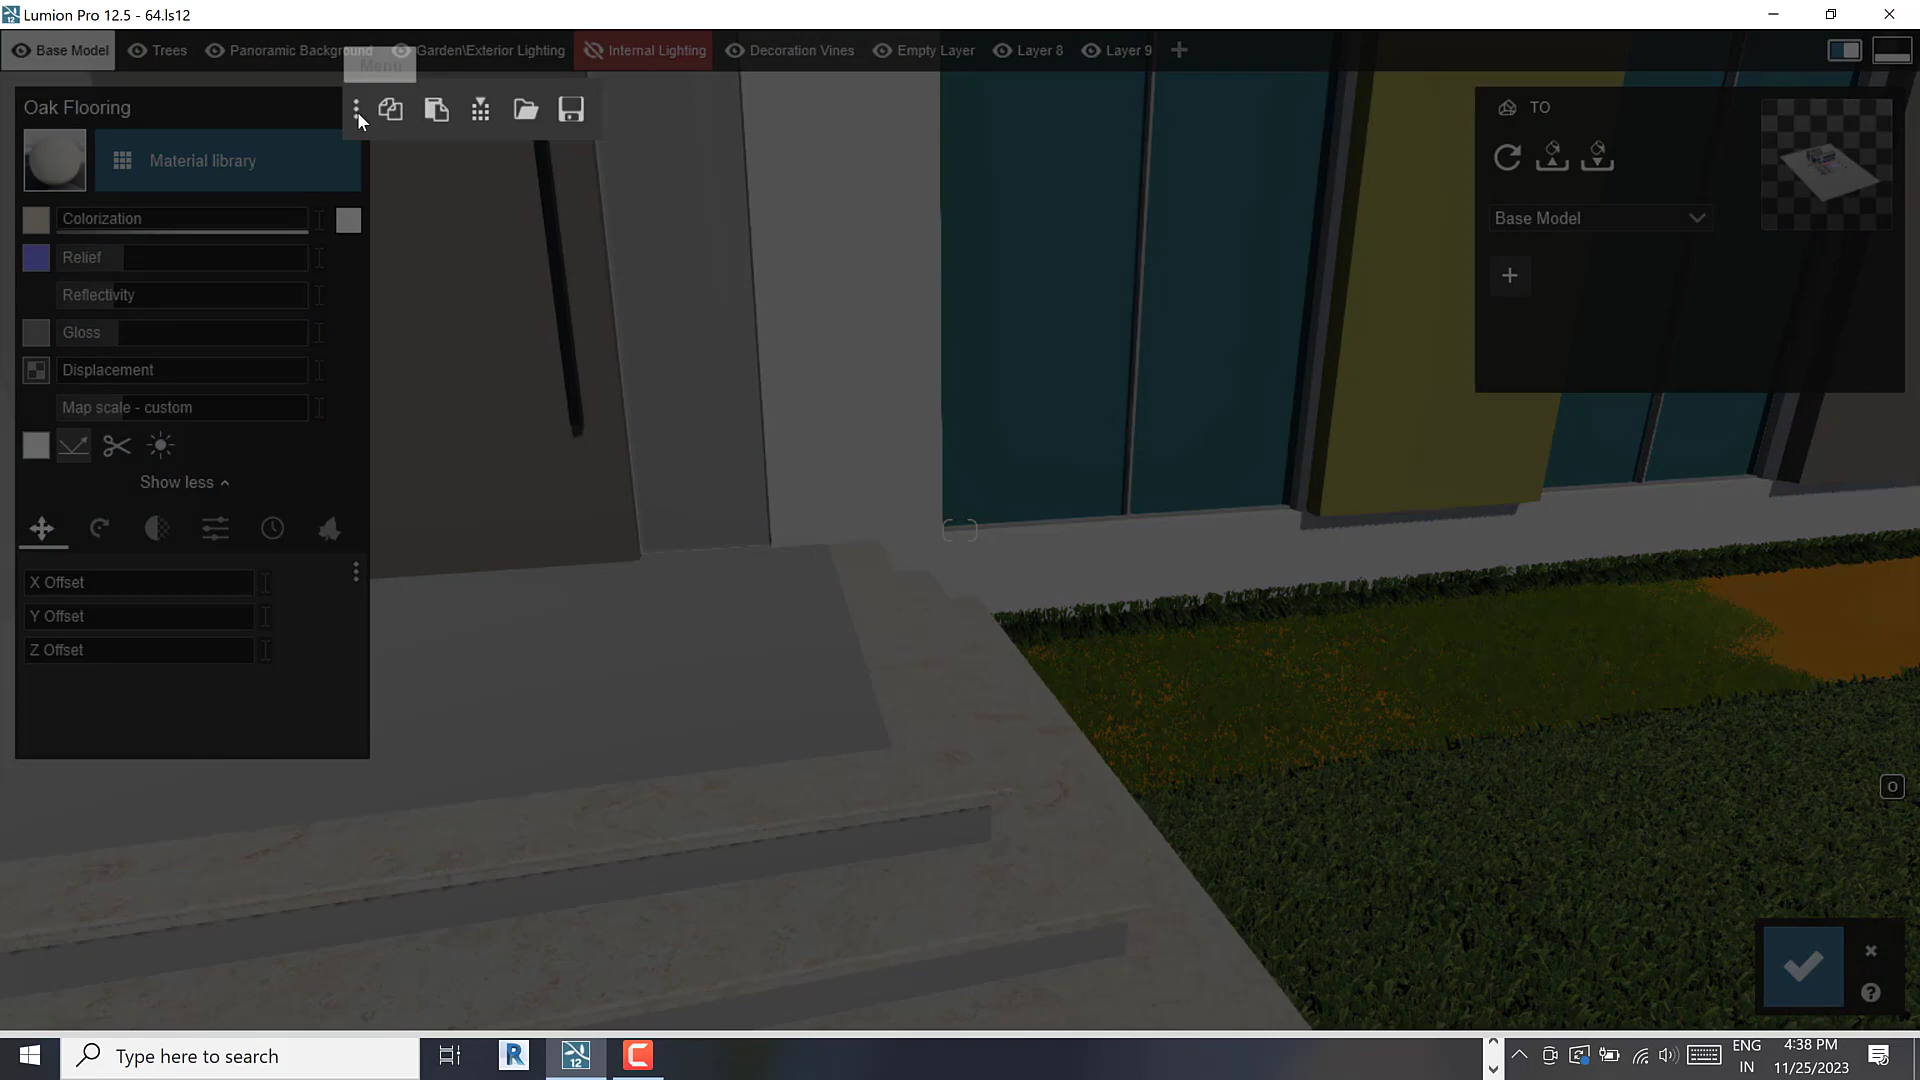 Lumion Pro 12.5 - 64.ls12
Base Model
Trees
Panoramic Background
Garden\Exterior Lighting
Internal Lighting
Decoration Vines
Empty Layer
Layer 8
Layer 9
Menu
Oak Flooring
Material library
Colorization
Relief
Reflectivity
Gloss
Displacement
Map scale - custom
Show less
X Offset
Y Offset
Z Offset
TO
Base Model
O
Type here to search
R
12
C
ENG
IN
4:38 PM
11/25/2023